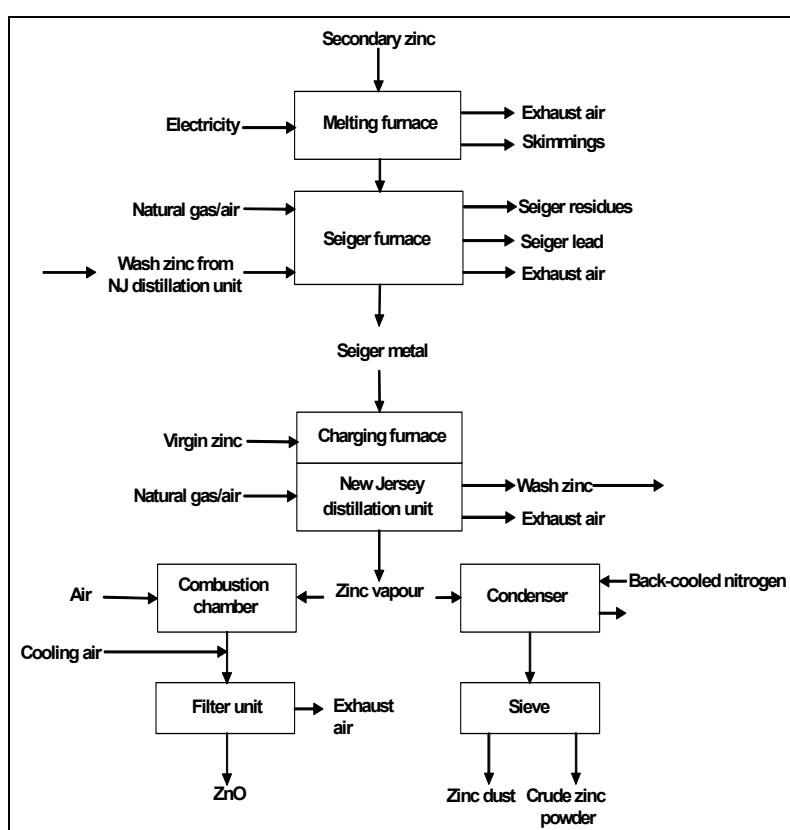 Secondary zinc
Electricity
Melting furnace
Exhaust air
Skimmings
Natural gas/air
Seiger furnace
Seiger residues
Seiger lead
Wash zinc from
NJ distillation unit
Exhaust air
Seiger metal
Virgin zinc
Charging furnace
Natural gas/air
New Jersey
distillation unit
Wash zinc
Exhaust air
Air
Combustion
chamber
Zinc vapour
Condenser
Back-cooled nitrogen
Cooling air
Filter unit
Exhaust
air
Sieve
ZnO
Zinc dust
Crude zinc
powder